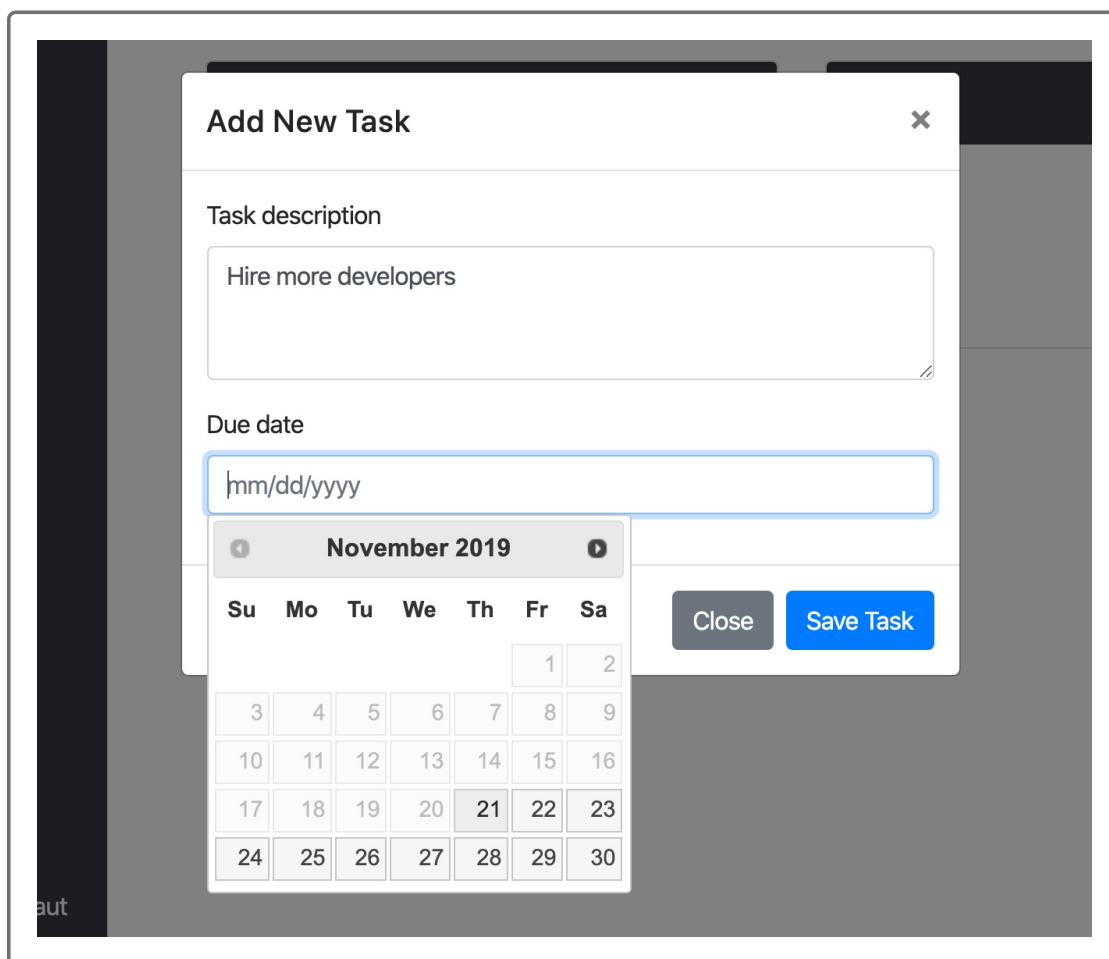 Add New Task ×
Task description
Hire more developers
Due date
mm/dd/yyyy
November 2019
Su Mo Tu We Th Fr Sa
Close Save Task
1 2
3 4 5 6 7 8 9
10 11 12 13 14 15 16
17 18 19 20 21 22 23
24 25 26 27 28 29 30
aut